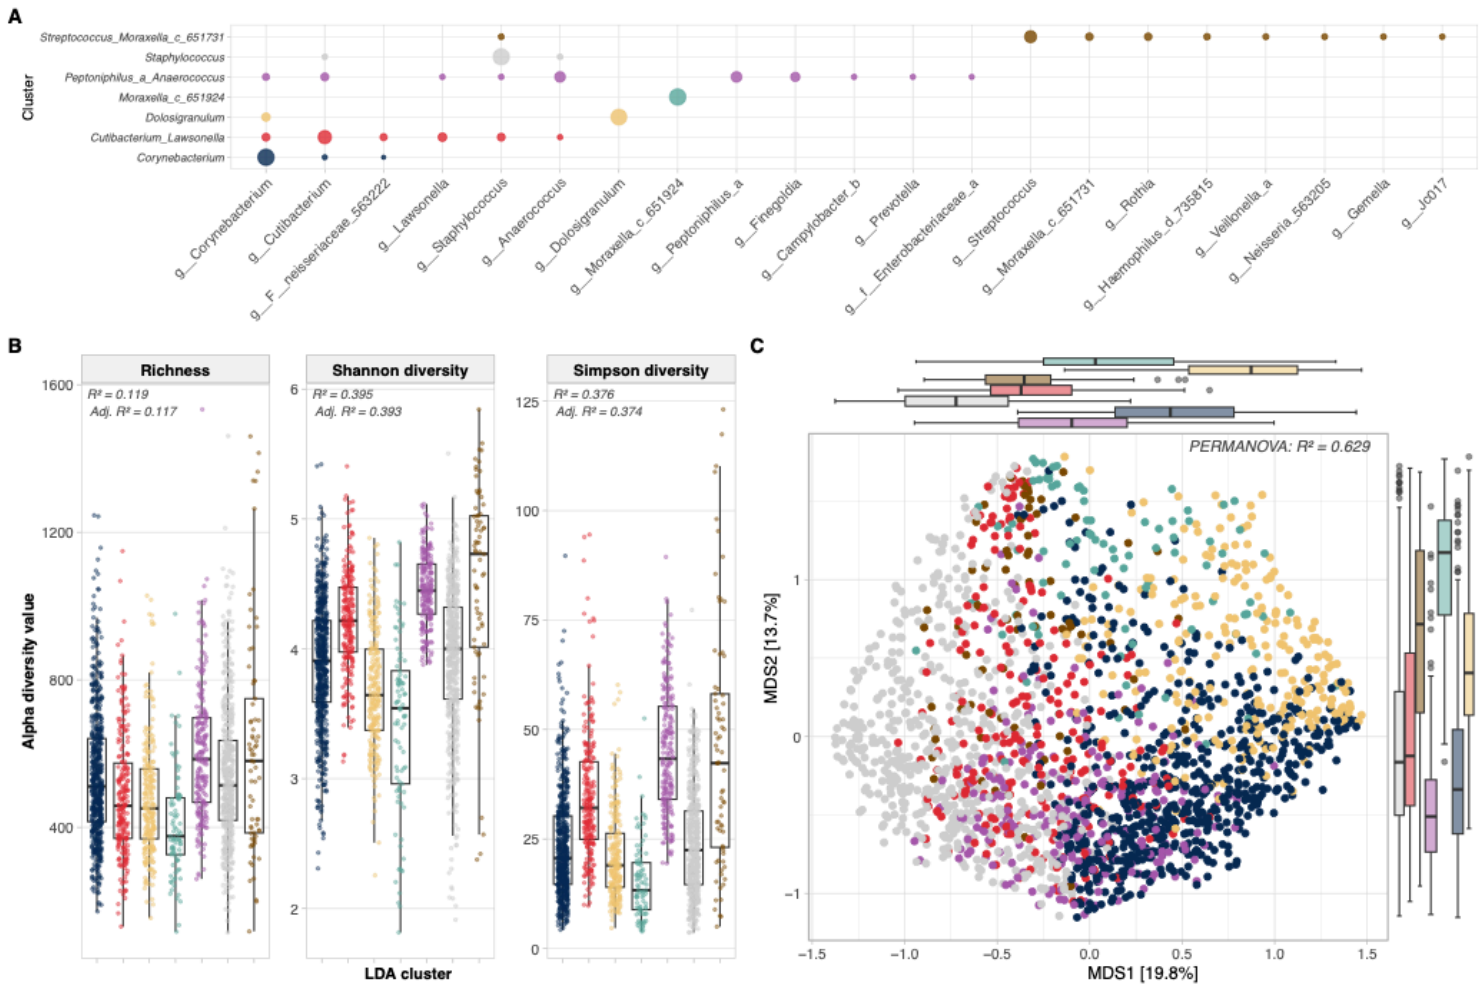 A
Cluster
Streptococcus_Moraxella_c_651731
Staphylococcus
Peptoniphilus_a_Anaerococcus
Moraxella_c_651924
Dolosigranulum
Cutibacterium_Lawsonella
Corynebacterium
g__Corynebacterium
g__Cutibacterium
g__F__neisseriaceae_563222
g__Lawsonella
g__Staphylococcus
g__Anaerococcus
g__Dolosigranulum
g__Moraxella_c_651924
g__Peptoniphilus_a
g__Finegoldia
g__Campylobacter_b
g__Prevotella
g__f__Enterobacteriaceae_a
g__Streptococcus
g__Moraxella_c_651731
g__Rothia
g__Haemophilus_d_735815
g__Veillonella_a
g__Neisseria_563205
g__Gemella
g__Jc017
B
Alpha diversity value
Richness
R² = 0.119
Adj. R² = 0.117
1600
1200
800
400
Shannon diversity
R² = 0.395
Adj. R² = 0.393
6
5
4
3
2
Simpson diversity
R² = 0.376
Adj. R² = 0.374
125
100
75
50
25
0
LDA cluster
C
PERMANOVA: R² = 0.629
MDS2 [13.7%]
1
0
−1
−1.5
−1.0
−0.5
0.0
0.5
1.0
1.5
MDS1 [19.8%]